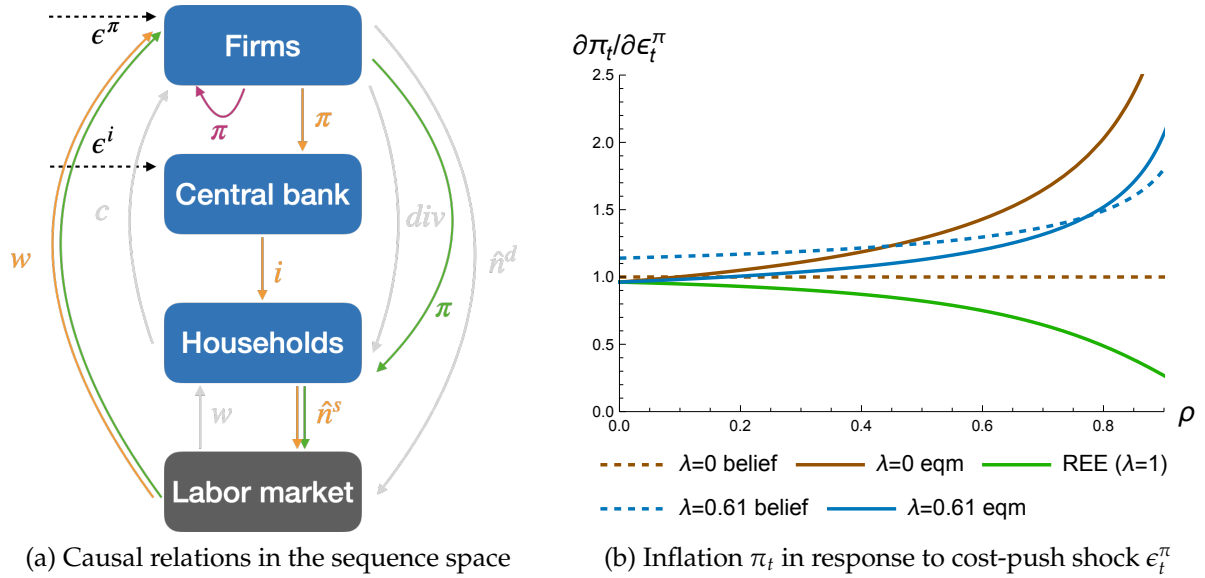 ϵ^π
Firms
π
π
ϵ^i
Central bank
c
div
w
n̂^d
i
π
Households
w
n̂^s
Labor market
(a) Causal relations in the sequence space
∂π_t/∂ϵ_t^π
2.5
2.0
1.5
1.0
0.5
0.0
0.0 0.2 0.4 0.6 0.8
ρ
λ=0 belief λ=0 eqm REE (λ=1)
λ=0.61 belief λ=0.61 eqm
(b) Inflation π_t in response to cost-push shock ϵ_t^π